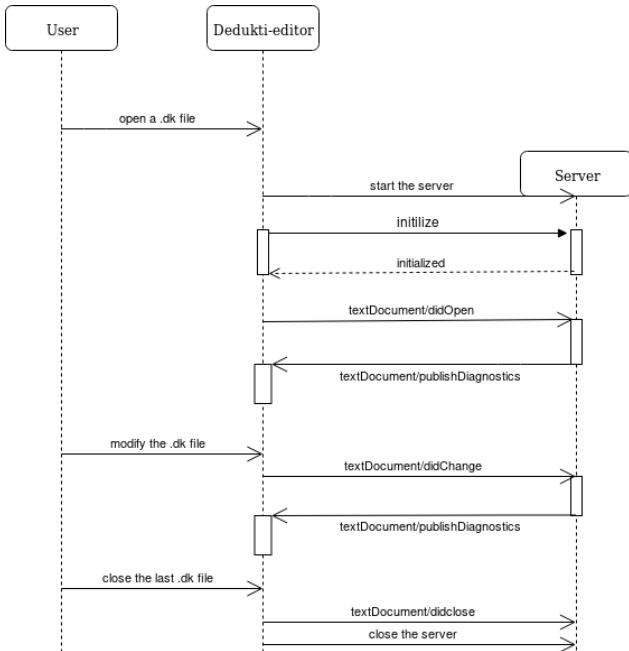 User
Dedukti-editor
open a .dk file
Server
start the server
initilize
initialized
textDocument/didOpen
textDocument/publishDiagnostics
modify the .dk file
textDocument/didChange
textDocument/publishDiagnostics
close the last .dk file
textDocument/didclose
close the server